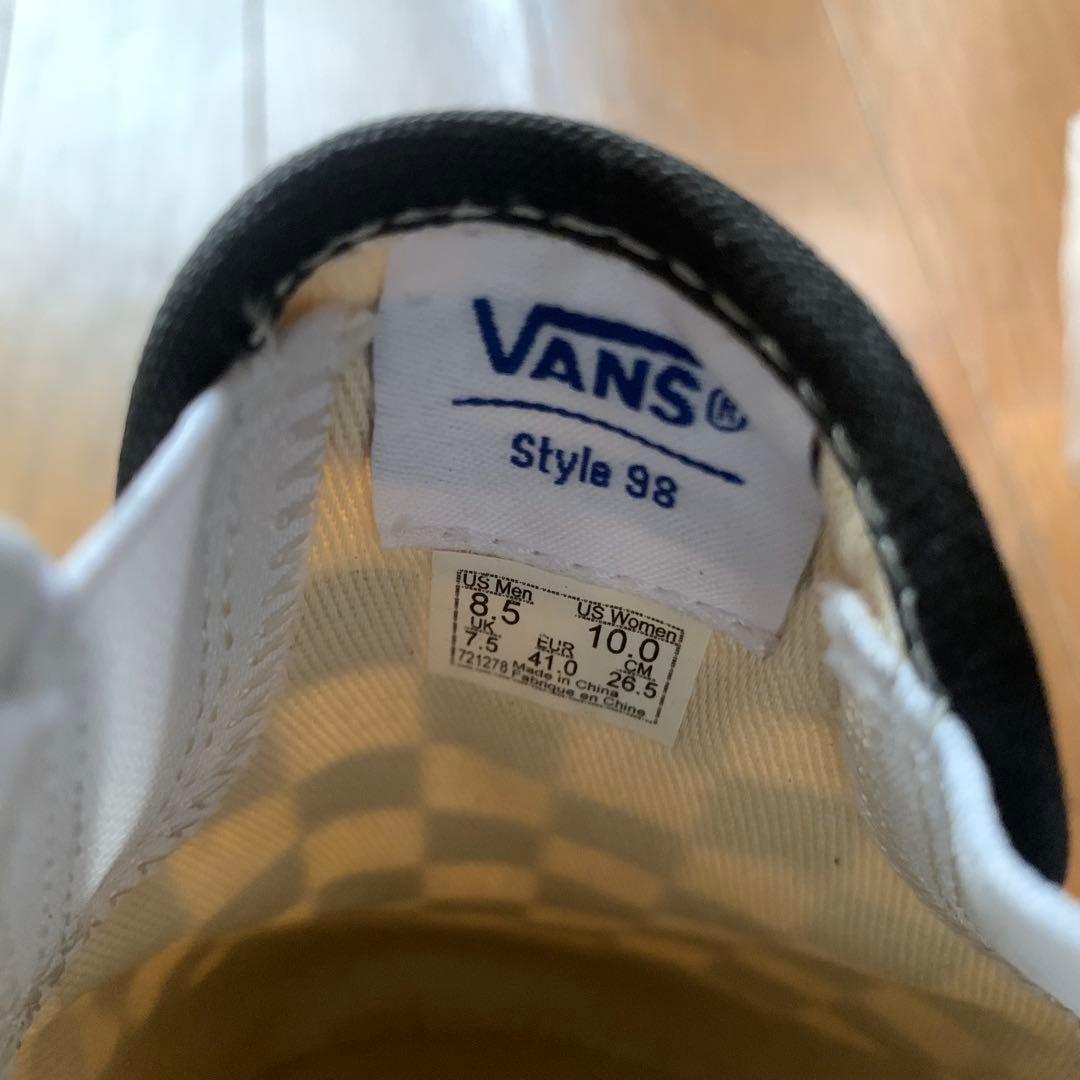 VANS®
Style 98
US Men US Women
8.5 10.0
UK EUR CM
7.5 41.0 26.5
721278 Made in China
Fabrique en Chine